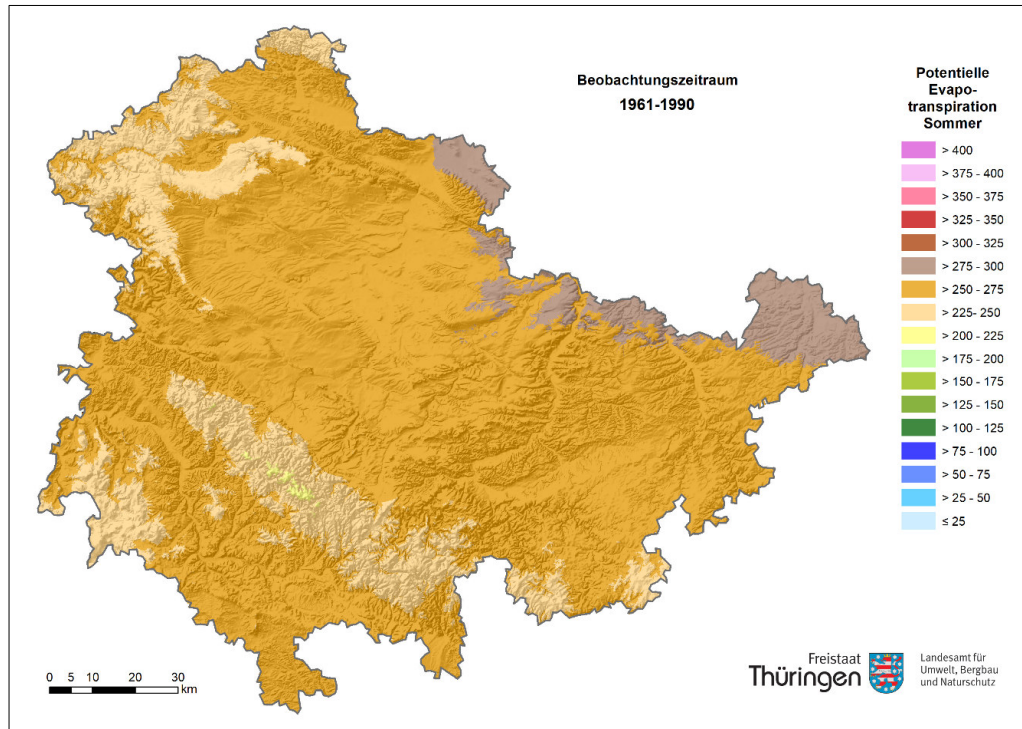 Beobachtungszeitraum
1961-1990
Potentielle
Evapo-
transpiration
Sommer
> 400
> 375 - 400
> 350 - 375
> 325 - 350
> 300 - 325
> 275 - 300
> 250 - 275
> 225- 250
> 200 - 225
> 175 - 200
> 150 - 175
> 125 - 150
> 100 - 125
> 75 - 100
> 50 - 75
> 25 - 50
≤ 25
0 5 10 20 30
km
Freistaat
Thüringen
Landesamt für
Umwelt, Bergbau
und Naturschutz